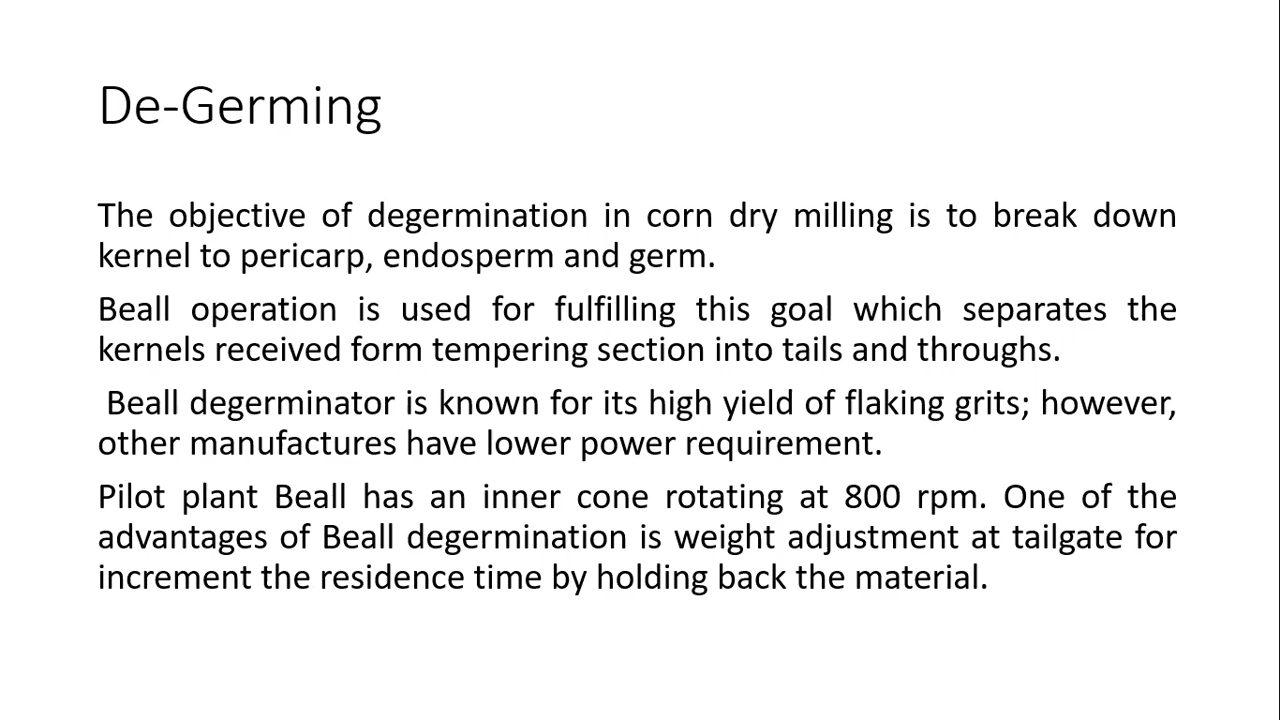 De-Germing
The objective of degermination in corn dry milling is to break down
kernel to pericarp, endosperm and germ.
Beall operation is used for fulfilling this goal which separates the
kernels received form tempering section into tails and throughs.
Beall degerminator is known for its high yield of flaking grits; however,
other manufactures have lower power requirement.
Pilot plant Beall has an inner cone rotating at 800 rpm. One of the
advantages of Beall degermination is weight adjustment at tailgate for
increment the residence time by holding back the material.